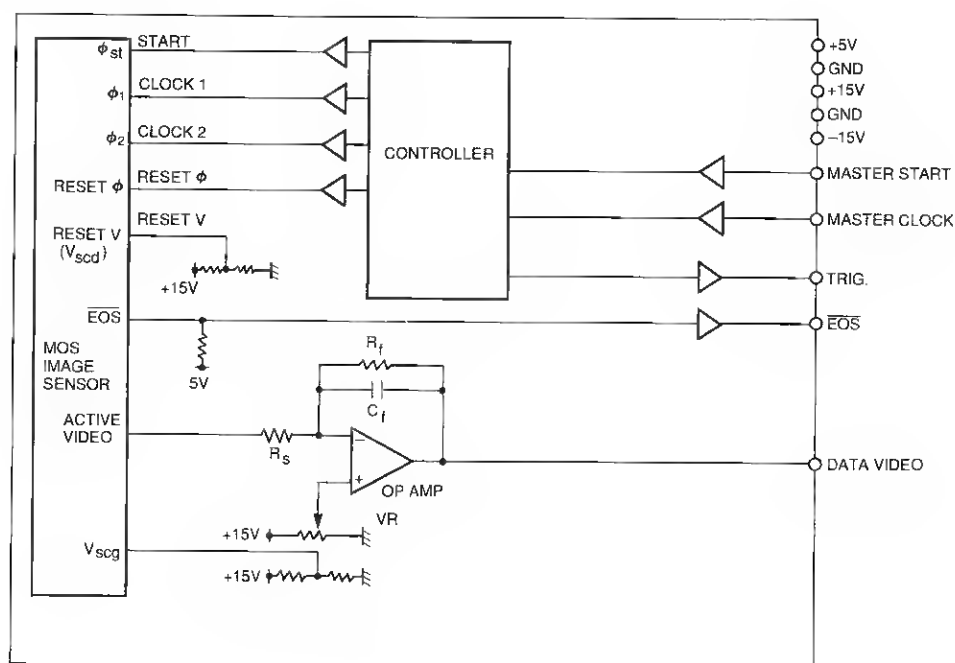 φst START
φ1 CLOCK 1
φ2 CLOCK 2
RESET φ RESET φ
RESET V RESET V
(Vscd)
+15V
EOS
5V
MOS
IMAGE
SENSOR
ACTIVE
VIDEO
Vscg
CONTROLLER
Rf
Cf
Rs
−
+
OP AMP
VR
+15V
+15V
+5V
GND
+15V
GND
−15V
MASTER START
MASTER CLOCK
TRIG.
EOS
DATA VIDEO